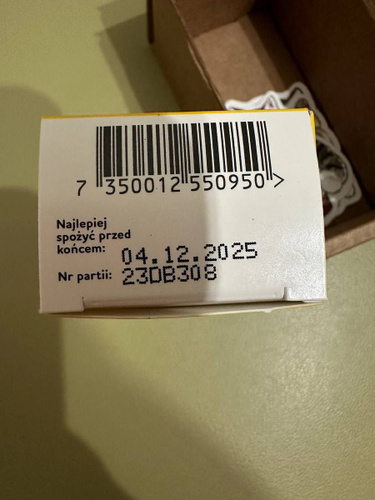 7 350012 550950 >
Najlepiej
spożyć przed
końcem: 04.12.2025
Nr partii: 23DB308